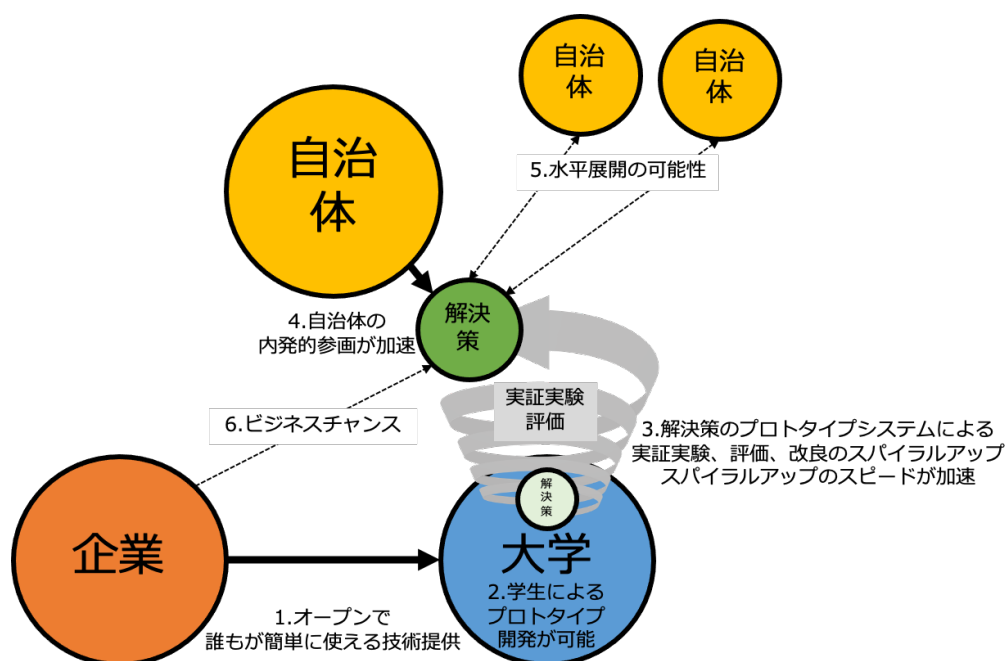 自治
体
自治
体
自治
体
5.水平展開の可能性
解決
策
4.自治体の
内発的参画が加速
実証実験
評価
6.ビジネスチャンス
3.解決策のプロトタイプシステムによる
実証実験、評価、改良のスパイラルアップ
スパイラルアップのスピードが加速
解
決
策
企業
大学
2.学生による
プロトタイプ
開発が可能
1.オープンで
誰もが簡単に使える技術提供